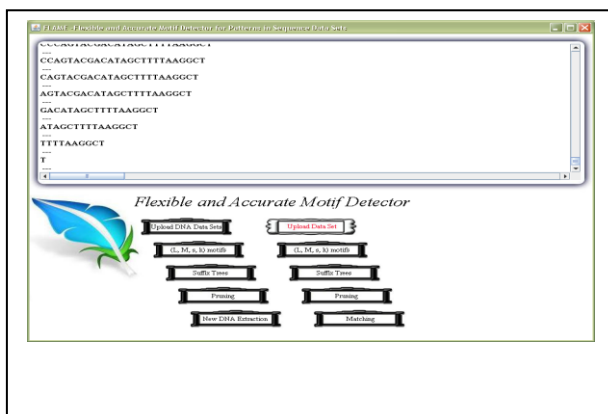 FLAME - Flexible and Accurate Motif Detector for Patterns in Sequence Data Sets
CCCAGTACGACATAGCTTTTAAGGCT
---
CCAGTACGACATAGCTTTTAAGGCT
---
CAGTACGACATAGCTTTTAAGGCT
---
AGTACGACATAGCTTTTAAGGCT
---
GACATAGCTTTTAAGGCT
---
ATAGCTTTTAAGGCT
---
TTTTAAGGCT
---
T
---
Flexible and Accurate Motif Detector
Upload DNA Data Sets Upload Data Set
(L, M, s, k) motifs (L, M, s, k) motifs
Suffix Trees Suffix Trees
Pruning Pruning
New DNA Extraction Matching